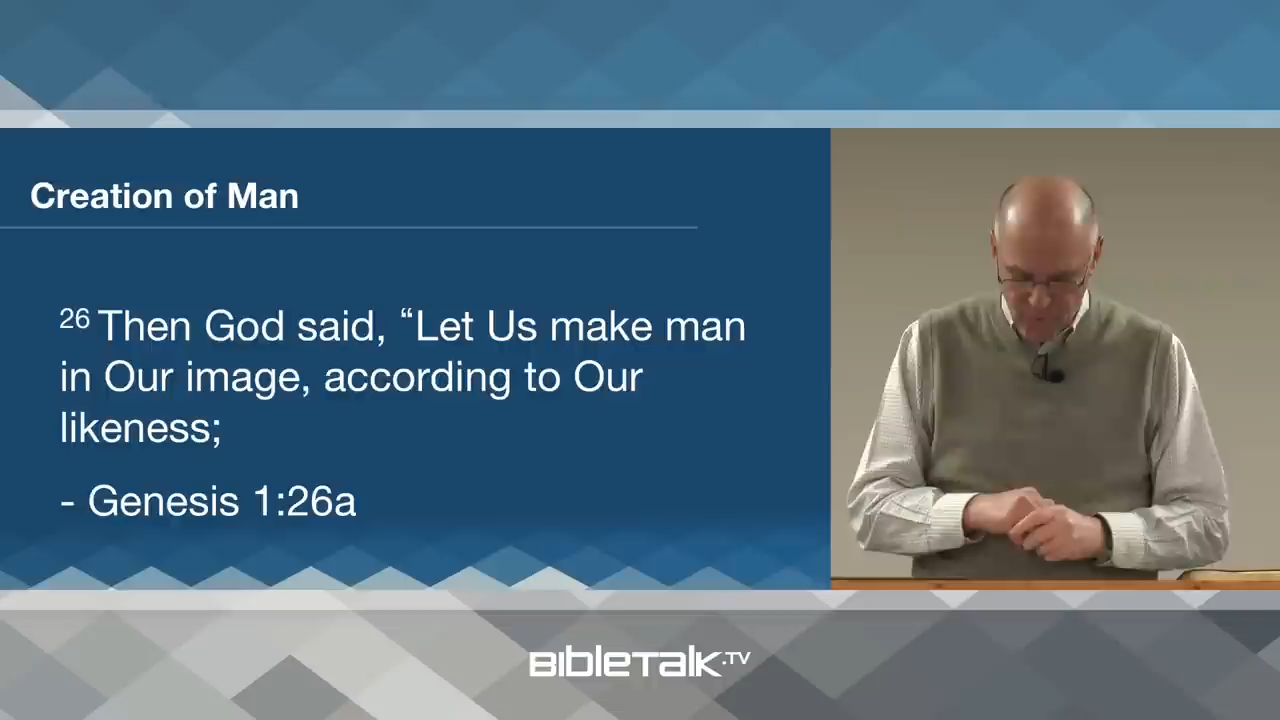 Creation of Man
26 Then God said, “Let Us make man
in Our image, according to Our
likeness;
- Genesis 1:26a
BIBLETALK.TV